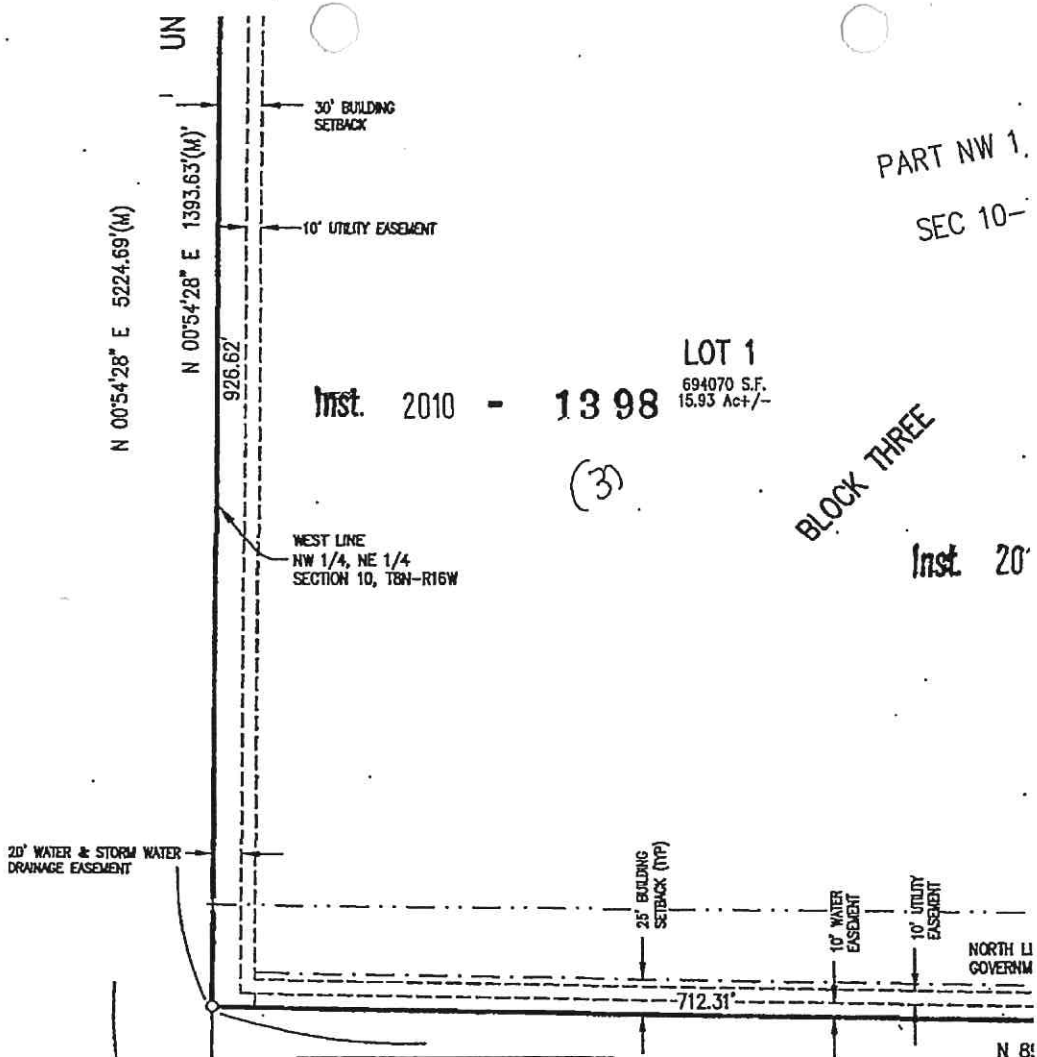 UN
30' BUILDING
SETBACK
PART NW 1
SEC 10-
10' UTILITY EASEMENT
N 00°54'28" E 5224.69'(M)
N 00°54'28" E 1393.63'(M)'
926.62'
LOT 1
694070 S.F.
15.93 Ac+/-
Inst. 2010 - 1398
(3)
BLOCK THREE
Inst. 20
WEST LINE
NW 1/4, NE 1/4
SECTION 10, T8N-R16W
20' WATER & STORM WATER
DRAINAGE EASEMENT
25' BUILDING
SETBACK (TYP)
10' WATER
EASEMENT
10' UTILITY
EASEMENT
NORTH LI
GOVERNM
712.31'
N 89